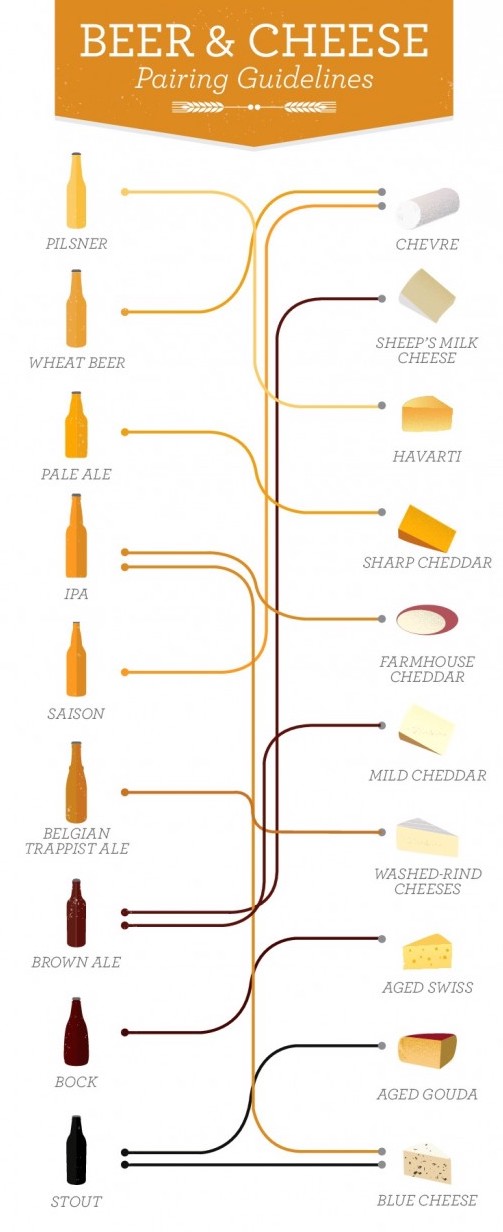 BEER & CHEESE
Pairing Guidelines
PILSNER
WHEAT BEER
PALE ALE
IPA
SAISON
BELGIAN
TRAPPIST ALE
BROWN ALE
BOCK
STOUT
CHEVRE
SHEEP'S MILK
CHEESE
HAVARTI
SHARP CHEDDAR
FARMHOUSE
CHEDDAR
MILD CHEDDAR
WASHED-RIND
CHEESES
AGED SWISS
AGED GOUDA
BLUE CHEESE